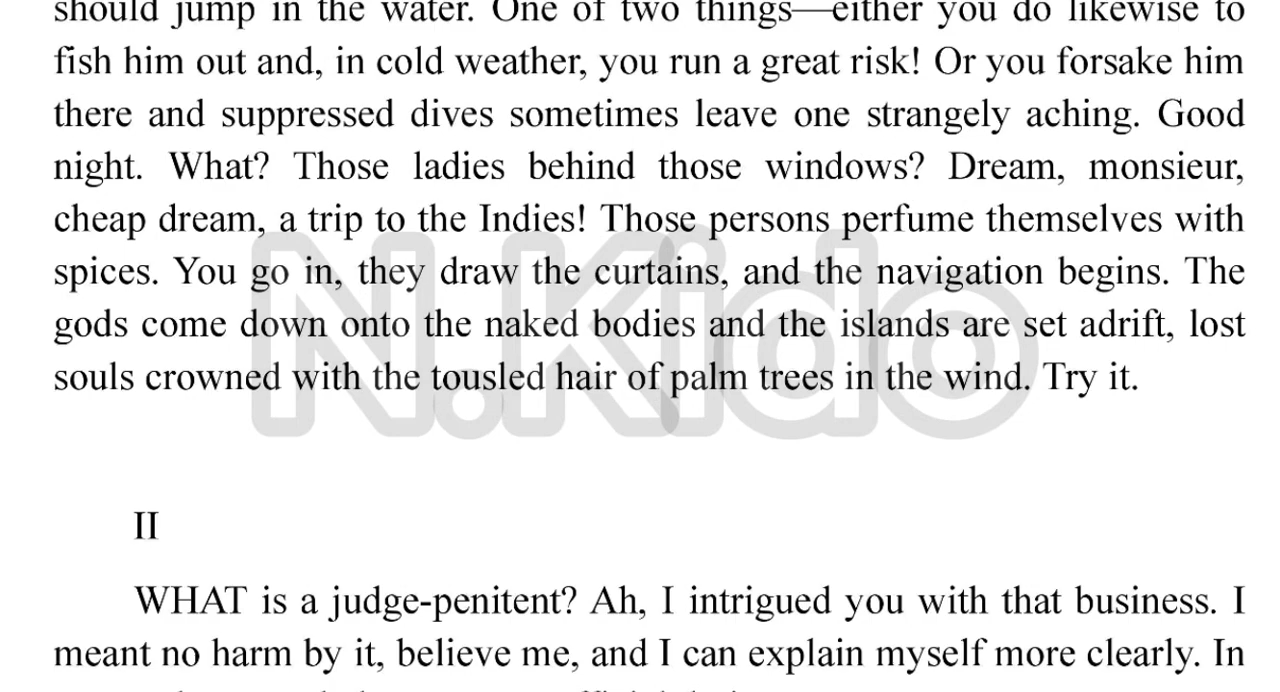 should jump in the water. One of two things—either you do likewise to
fish him out and, in cold weather, you run a great risk! Or you forsake him
there and suppressed dives sometimes leave one strangely aching. Good
night. What? Those ladies behind those windows? Dream, monsieur,
cheap dream, a trip to the Indies! Those persons perfume themselves with
spices. You go in, they draw the curtains, and the navigation begins. The
gods come down onto the naked bodies and the islands are set adrift, lost
souls crowned with the tousled hair of palm trees in the wind. Try it.
N.Kido
II
WHAT is a judge-penitent? Ah, I intrigued you with that business. I
meant no harm by it, believe me, and I can explain myself more clearly. In